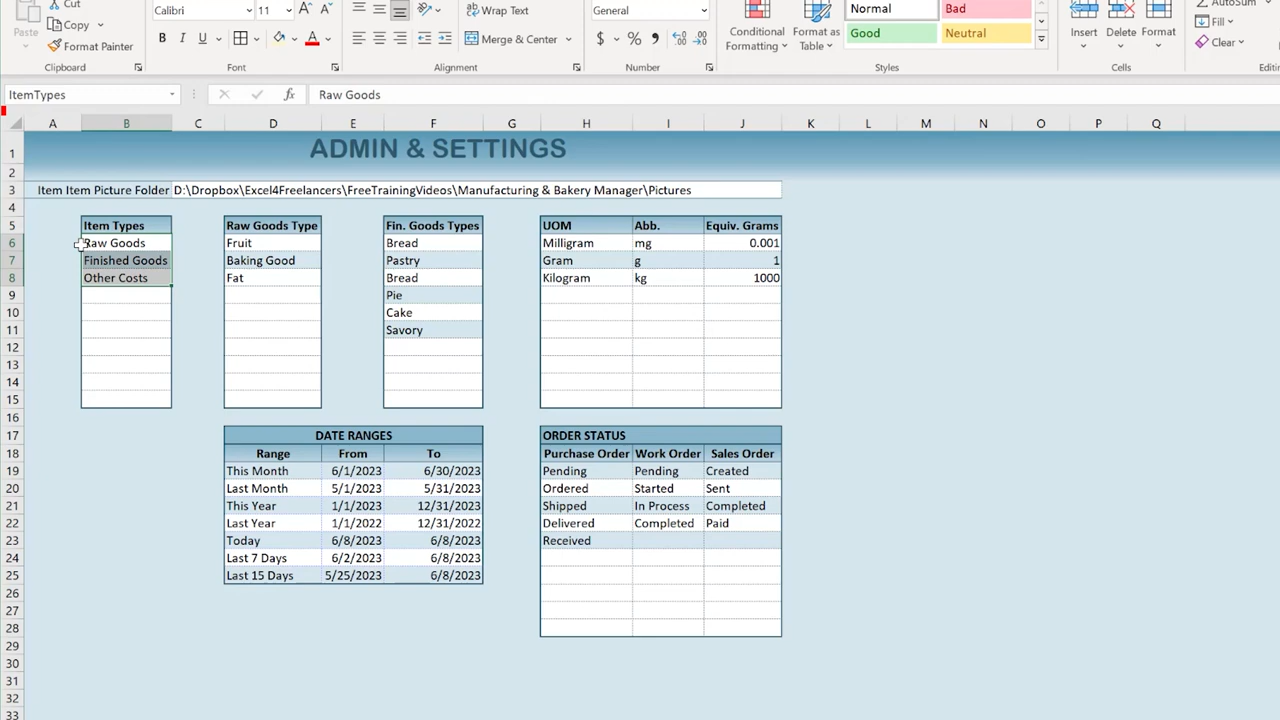 Cut
Calibri 11 A A Wrap Text General Normal Bad AutoSum
Paste Copy Fill
Format Painter B I U A Merge & Center $ % , Conditional Formatting Format as Table Good Neutral Insert Delete Format Clear
Clipboard Font Alignment Number Styles Cells Editin
ItemTypes fx Raw Goods
A B C D E F G H I J K L M N O P Q
1 ADMIN & SETTINGS
2
3 Item Item Picture Folder D:\Dropbox\Excel4Freelancers\FreeTrainingVideos\Manufacturing & Bakery Manager\Pictures
4
5 Item Types Raw Goods Type Fin. Goods Types UOM Abb. Equiv. Grams
6 Raw Goods Fruit Bread Milligram mg 0.001
7 Finished Goods Baking Good Pastry Gram g 1
8 Other Costs Fat Bread Kilogram kg 1000
9 Pie
10 Cake
11 Savory
12
13
14
15
16
17 DATE RANGES ORDER STATUS
18 Range From To Purchase Order Work Order Sales Order
19 This Month 6/1/2023 6/30/2023 Pending Pending Created
20 Last Month 5/1/2023 5/31/2023 Ordered Started Sent
21 This Year 1/1/2023 12/31/2023 Shipped In Process Completed
22 Last Year 1/1/2022 12/31/2022 Delivered Completed Paid
23 Today 6/8/2023 6/8/2023 Received
24 Last 7 Days 6/2/2023 6/8/2023
25 Last 15 Days 5/25/2023 6/8/2023
26
27
28
29
30
31
32
33